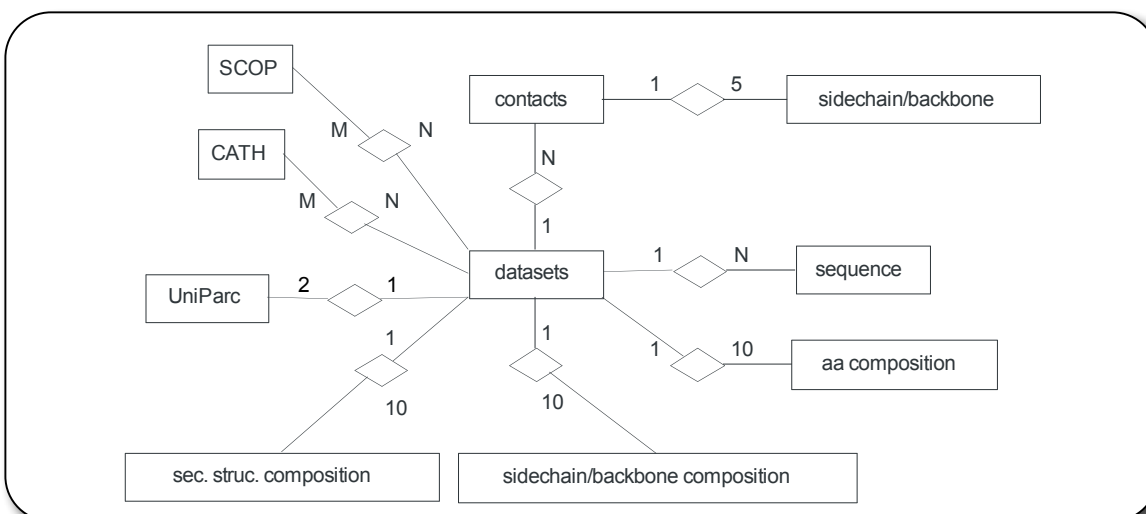 SCOP
contacts
1
5
sidechain/backbone
M
N
CATH
N
M
N
1
datasets
1
N
sequence
UniParc
2
1
1
1
1
10
aa composition
10
10
sec. struc. composition
sidechain/backbone composition